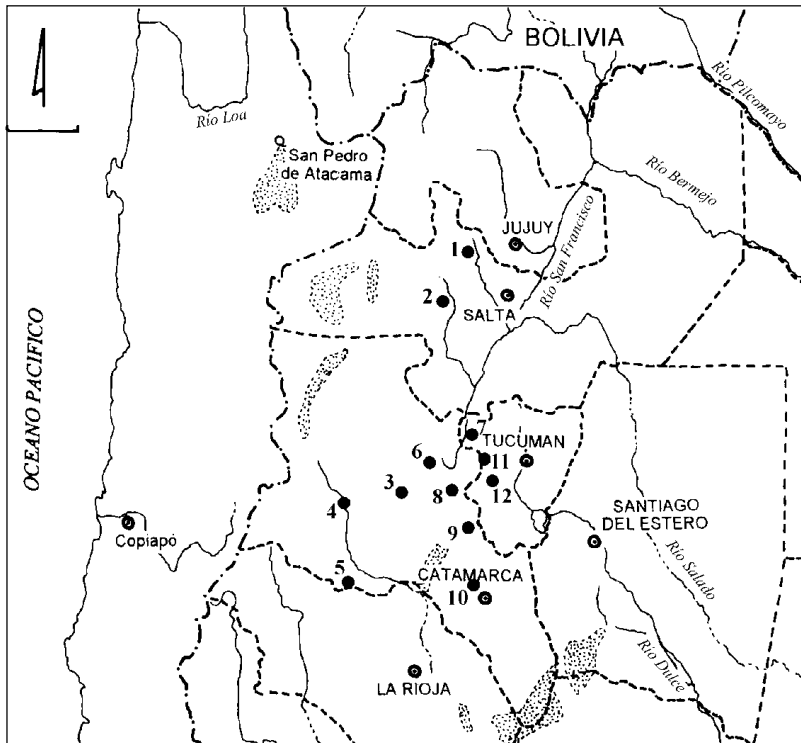 BOLIVIA
Río Pilcomayo
Río Loa
San Pedro
de Atacama
Río Bermejo
JUJUY
1
Río San Francisco
2
SALTA
OCEANO PACIFICO
7
TUCUMAN
6
11
3
8
12
4
SANTIAGO
DEL ESTERO
Copiapó
9
Río Salado
5
CATAMARCA
10
LA RIOJA
Río Dulce